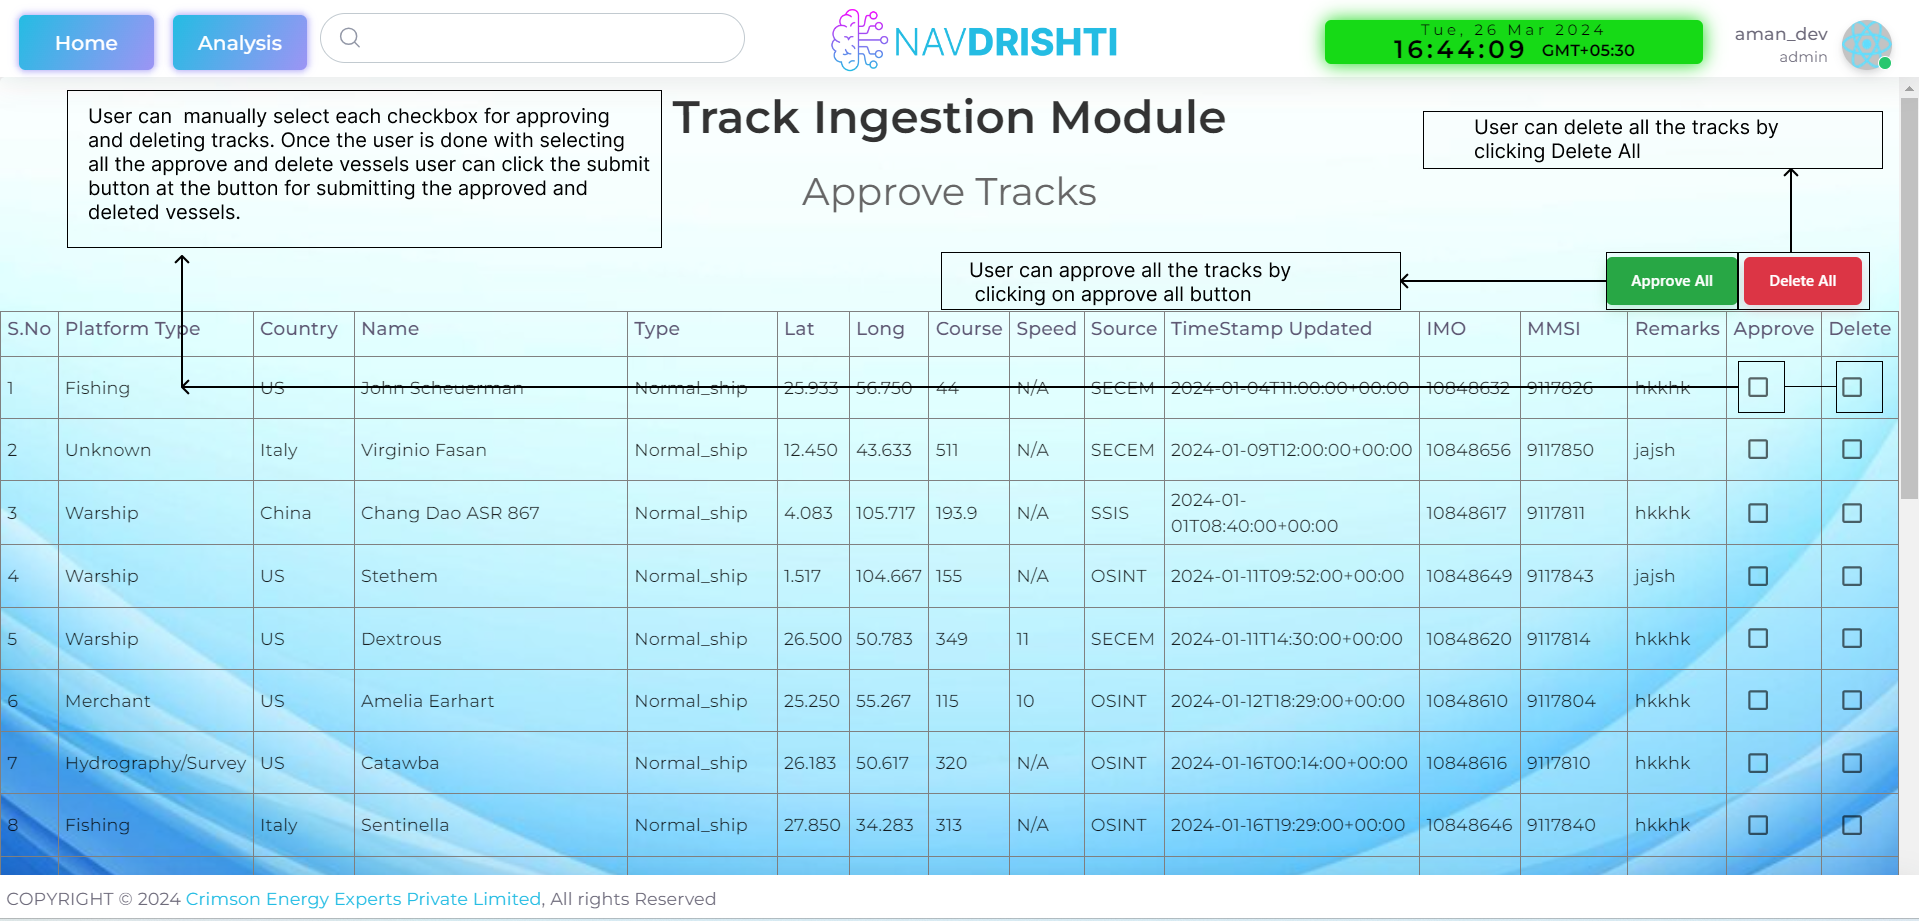 Home
Analysis
NAVDRISHTI
Tue, 26 Mar 2024
16:44:09 GMT+05:30
aman_dev
admin
User can  manually select each checkbox for approving
and deleting tracks. Once the user is done with selecting
all the approve and delete vessels user can click the submit
button at the button for submitting the approved and
deleted vessels.
Track Ingestion Module
Approve Tracks
User can delete all the tracks by
clicking Delete All
User can approve all the tracks by
clicking on approve all button
Approve All
Delete All
S.No Platform Type Country Name Type Lat Long Course Speed Source TimeStamp Updated IMO MMSI Remarks Approve Delete
1 Fishing US John Scheuerman Normal_ship 25.933 56.750 44 N/A SECEM 2024-01-04T11:00:00+00:00 10848632 9117826 hkkhk
2 Unknown Italy Virginio Fasan Normal_ship 12.450 43.633 511 N/A SECEM 2024-01-09T12:00:00+00:00 10848656 9117850 jajsh
3 Warship China Chang Dao ASR 867 Normal_ship 4.083 105.717 193.9 N/A SSIS 2024-01-
01T08:40:00+00:00 10848617 9117811 hkkhk
4 Warship US Stethem Normal_ship 1.517 104.667 155 N/A OSINT 2024-01-11T09:52:00+00:00 10848649 9117843 jajsh
5 Warship US Dextrous Normal_ship 26.500 50.783 349 11 SECEM 2024-01-11T14:30:00+00:00 10848620 9117814 hkkhk
6 Merchant US Amelia Earhart Normal_ship 25.250 55.267 115 10 OSINT 2024-01-12T18:29:00+00:00 10848610 9117804 hkkhk
7 Hydrography/Survey US Catawba Normal_ship 26.183 50.617 320 N/A OSINT 2024-01-16T00:14:00+00:00 10848616 9117810 hkkhk
8 Fishing Italy Sentinella Normal_ship 27.850 34.283 313 N/A OSINT 2024-01-16T19:29:00+00:00 10848646 9117840 hkkhk
COPYRIGHT © 2024 Crimson Energy Experts Private Limited, All rights Reserved